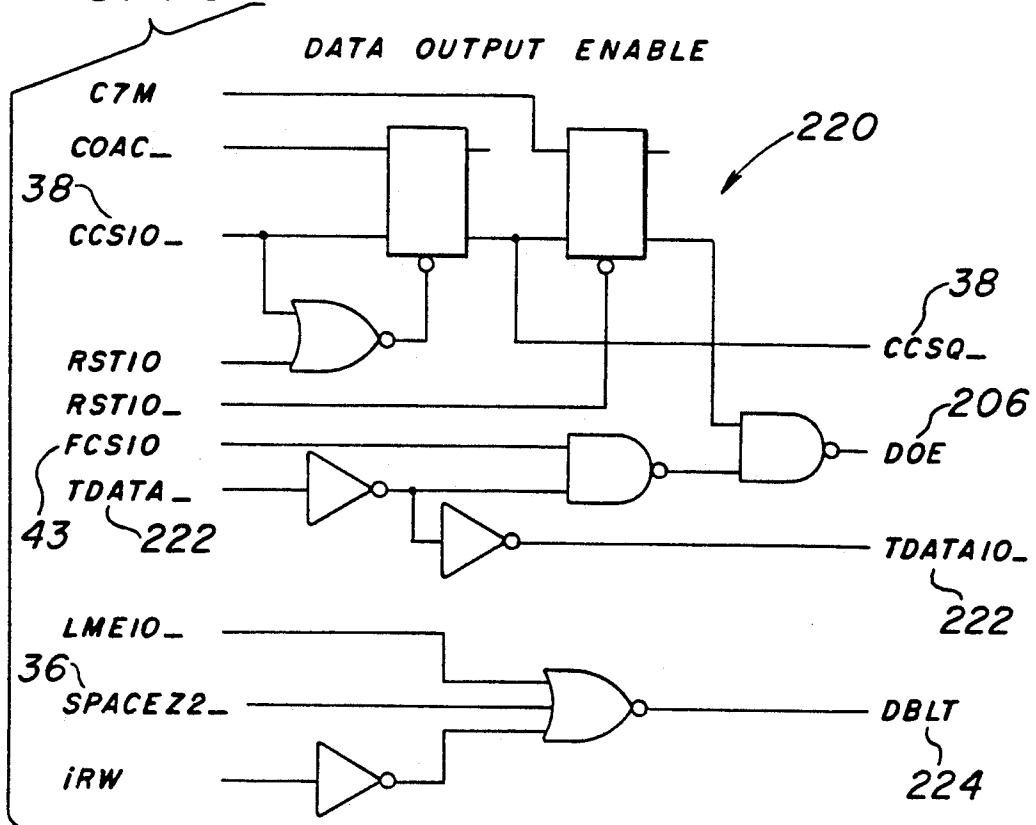 DATA OUTPUT ENABLE
C7M
220
COAC_
38
CCSIO_
38
CCSQ_
RSTIO
RSTIO_
206
FCSIO
DOE
TDATA_
43
222
TDATAIO_
222
LMEIO_
36
SPACEZ2_
DBLT
224
iRW